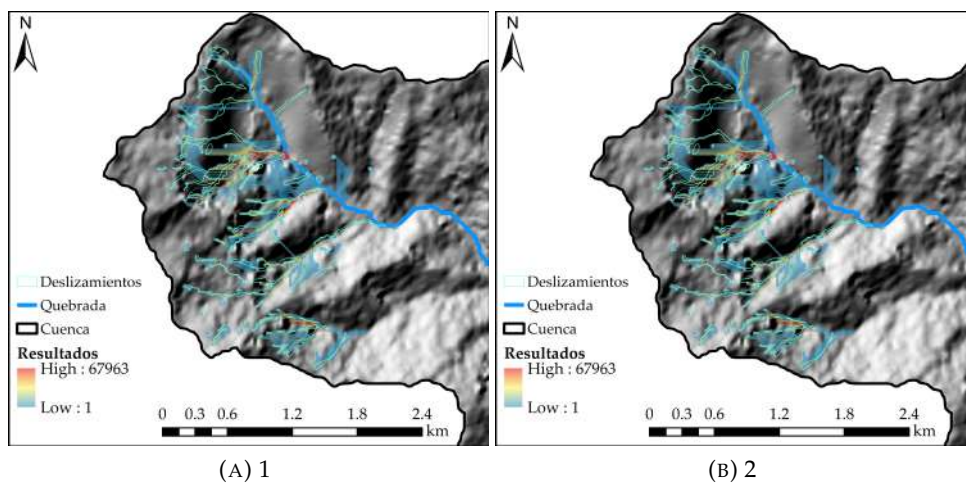 N
Deslizamientos
Quebrada
Cuenca
Resultados
High : 67963
Low : 1
0 0.3 0.6 1.2 1.8 2.4
km
(A) 1
N
Deslizamientos
Quebrada
Cuenca
Resultados
High : 67963
Low : 1
0 0.3 0.6 1.2 1.8 2.4
km
(B) 2